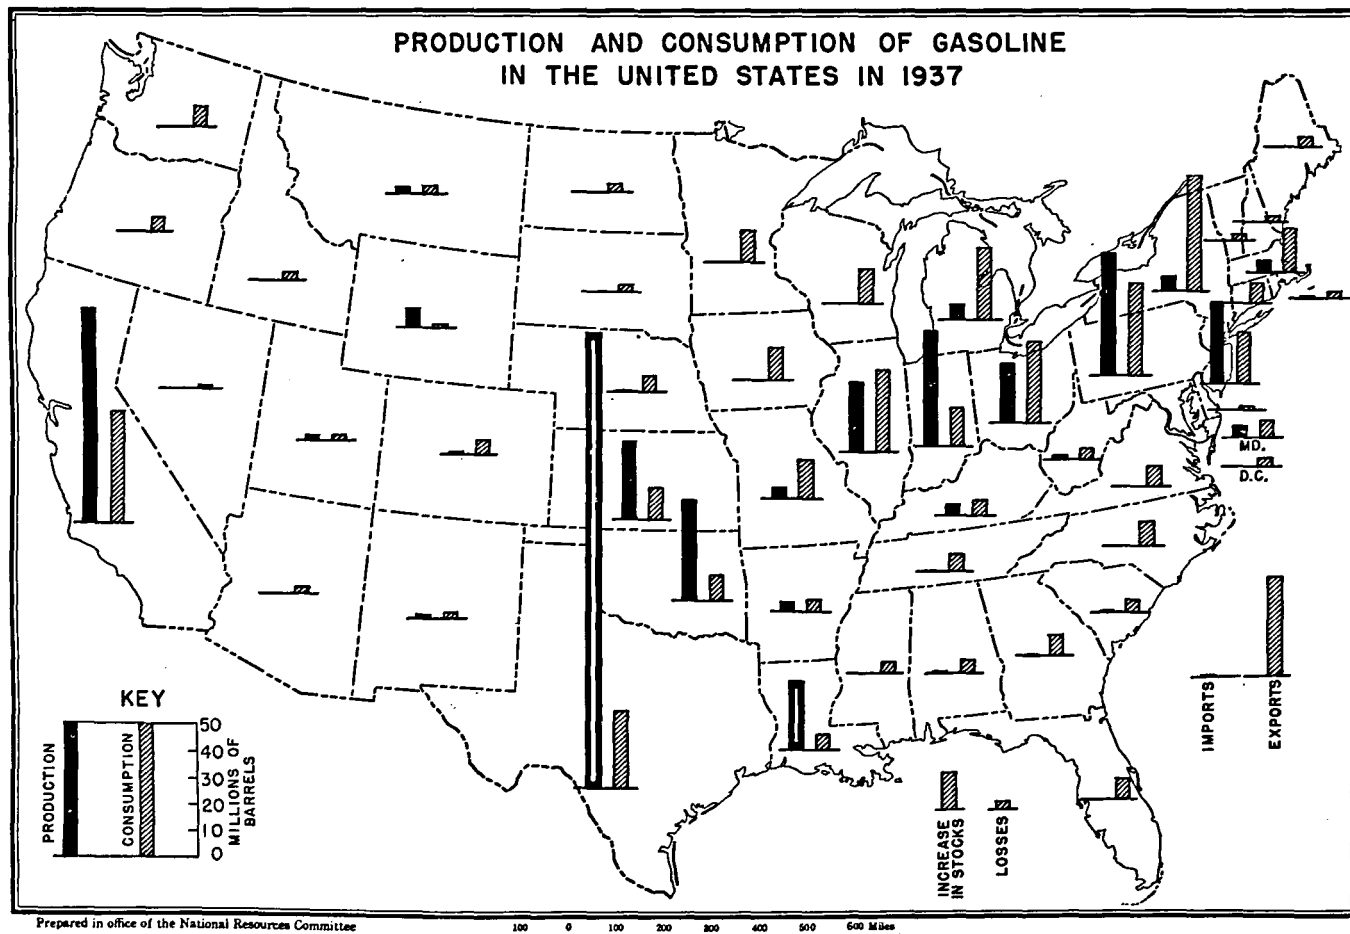 PRODUCTION AND CONSUMPTION OF GASOLINE
IN THE UNITED STATES IN 1937
MD.
D.C.
IMPORTS
EXPORTS
INCREASE
IN STOCKS
LOSSES
KEY
PRODUCTION
CONSUMPTION
50
40
30
20
10
0
MILLIONS OF
BARRELS
Prepared in office of the National Resources Committee
100 0 100 200 300 400 500 600 Miles